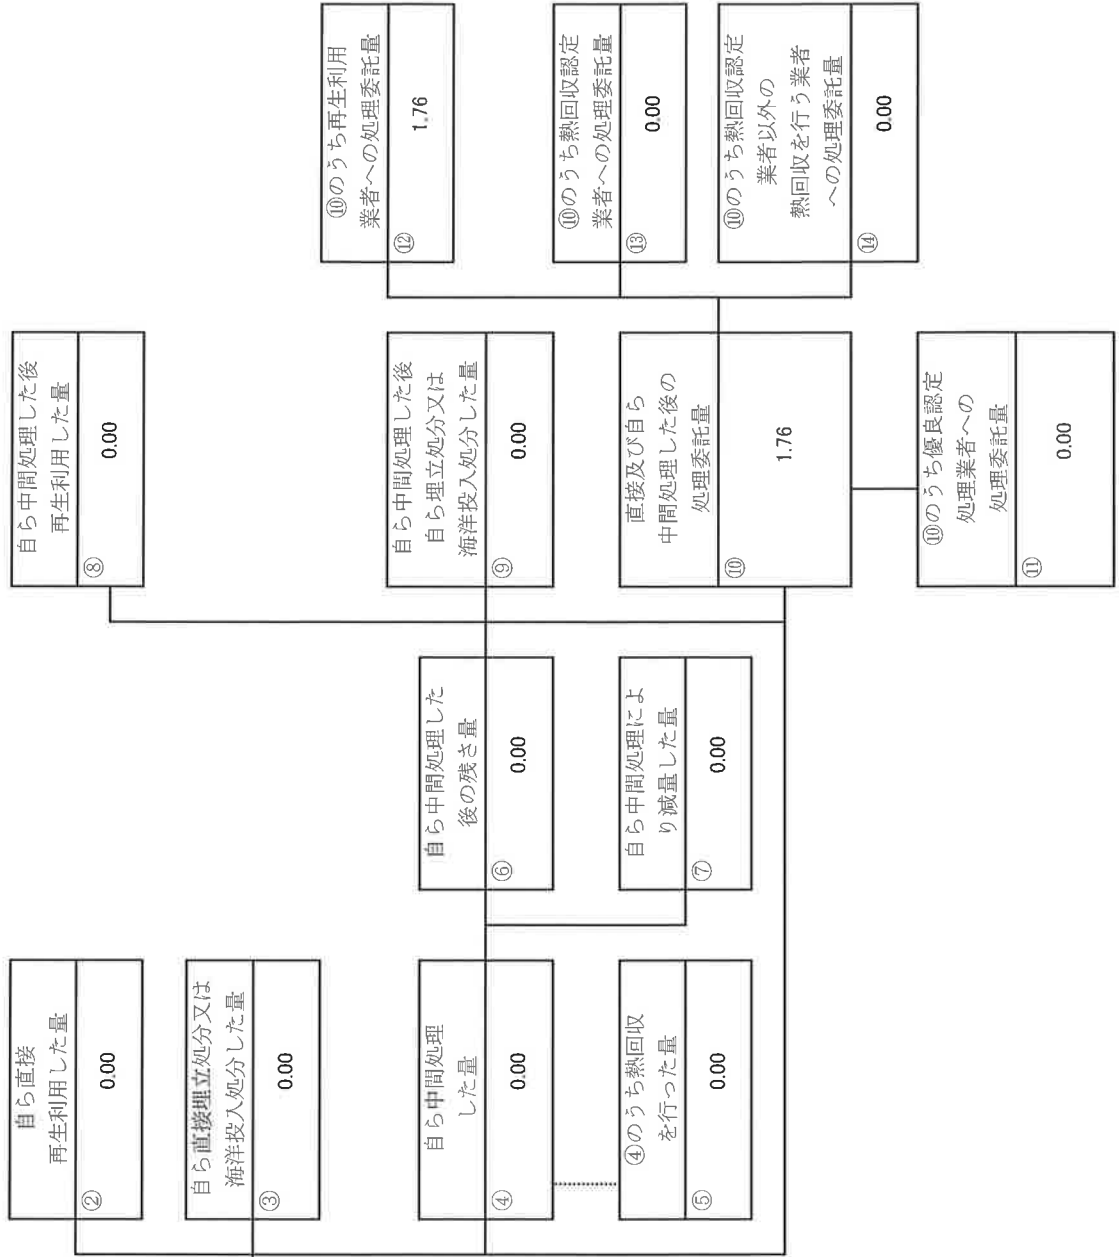 自ら直接
再生利用した量
②
0.00
自ら直接埋立処分又は
海洋投入処分した量
③
0.00
自ら中間処理
した量
④
0.00
④のうち熱回収
を行った量
⑤
0.00
自ら中間処理した
後の残さ量
⑥
0.00
自ら中間処理によ
り減量した量
⑦
0.00
自ら中間処理した後
再生利用した量
⑧
0.00
自ら中間処理した後
自ら埋立処分又は
海洋投入処分した量
⑨
0.00
直接及び自ら
中間処理した後の
処理委託量
⑩
1.76
⑩のうち優良認定
処理業者への
処理委託量
⑪
0.00
⑩のうち再生利用
業者への処理委託量
⑫
1.76
⑩のうち熱回収認定
業者への処理委託量
⑬
0.00
⑩のうち熱回収認定
業者以外の
熱回収を行う業者
への処理委託量
⑭
0.00